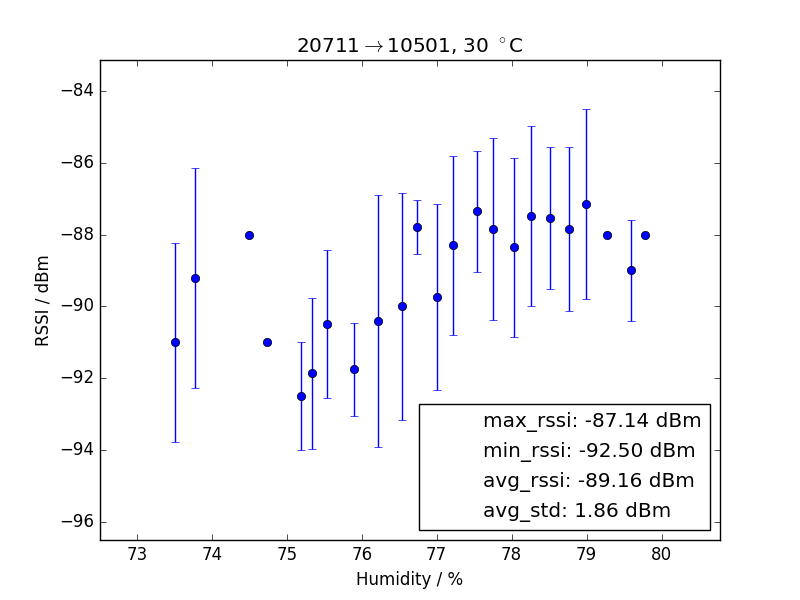 20711→10501, 30 °C
RSSI / dBm
−84
−86
−88
−90
−92
−94
−96
max_rssi: -87.14 dBm
min_rssi: -92.50 dBm
avg_rssi: -89.16 dBm
avg_std: 1.86 dBm
73 74 75 76 77 78 79 80
Humidity / %